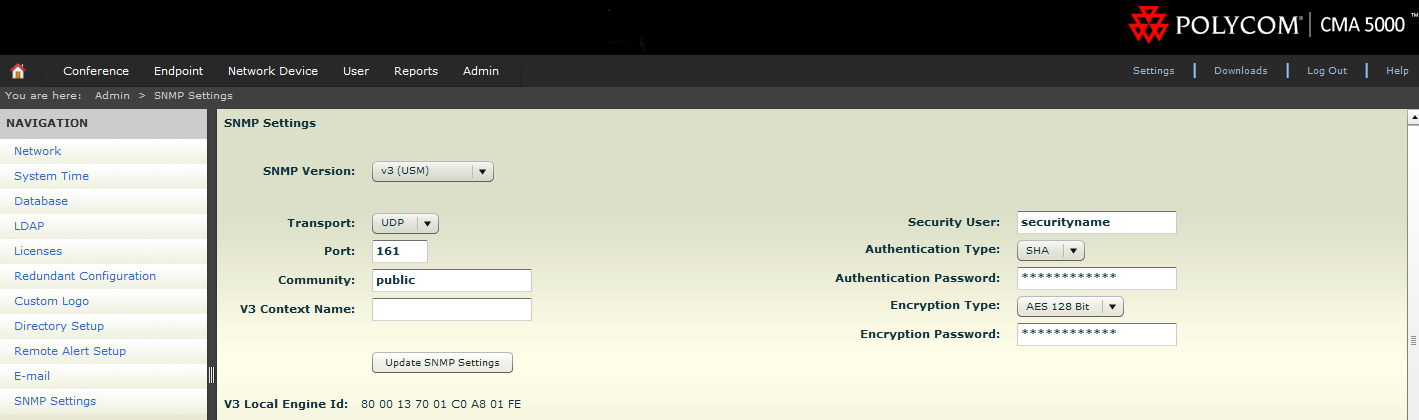 POLYCOM® | CMA 5000™
Conference Endpoint Network Device User Reports Admin Settings | Downloads | Log Out | Help
You are here: Admin > SNMP Settings
NAVIGATION
Network
System Time
Database
LDAP
Licenses
Redundant Configuration
Custom Logo
Directory Setup
Remote Alert Setup
E-mail
SNMP Settings
SNMP Settings
SNMP Version: v3 (USM)
Transport: UDP
Port: 161
Community: public
V3 Context Name:
Security User: securityname
Authentication Type: SHA
Authentication Password: ************
Encryption Type: AES 128 Bit
Encryption Password: ************
Update SNMP Settings
V3 Local Engine Id: 80 00 13 70 01 C0 A8 01 FE